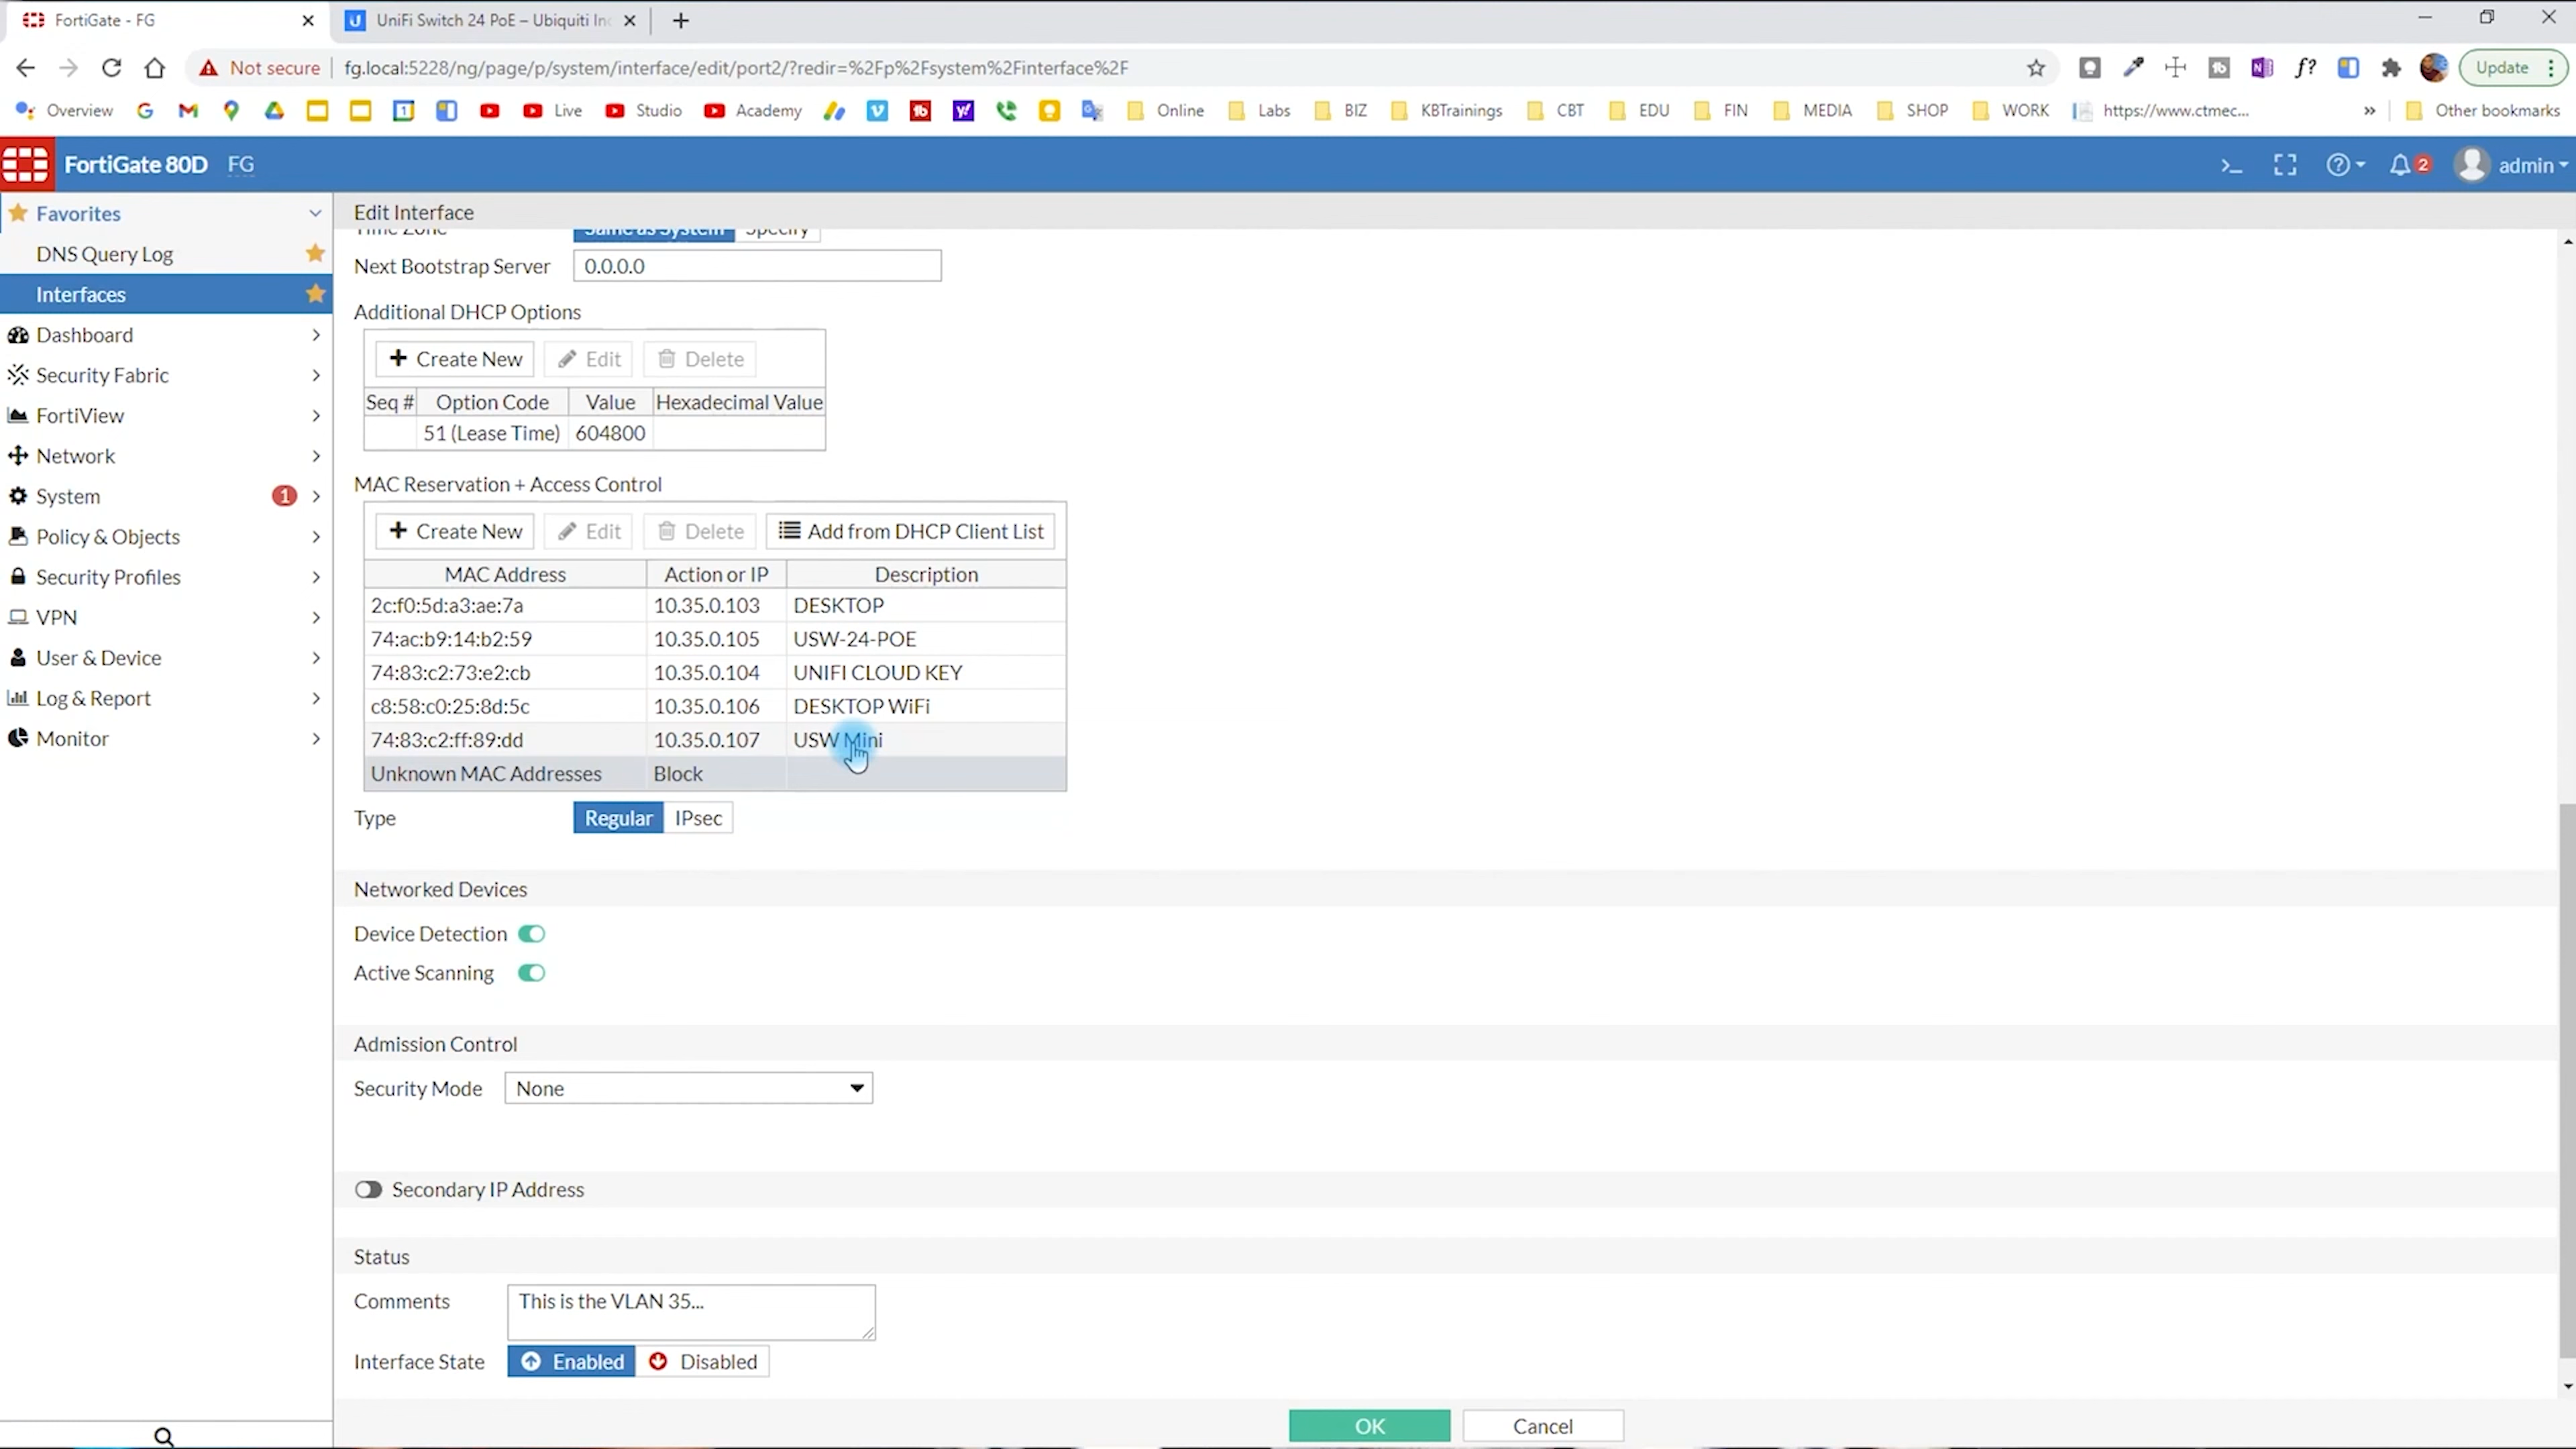 FortiGate - FG
UniFi Switch 24 PoE – Ubiquiti Inc
Not secure
fg.local:5228/ng/page/p/system/interface/edit/port2/?redir=%2Fp%2Fsystem%2Finterface%2F
Update
Overview Live Studio Academy Online Labs BIZ KBTrainings CBT EDU FIN MEDIA SHOP WORK https://www.ctmec... » Other bookmarks
FortiGate 80D FG
2 admin
Favorites
DNS Query Log
Interfaces
Dashboard
Security Fabric
FortiView
Network
System 1
Policy & Objects
Security Profiles
VPN
User & Device
Log & Report
Monitor
Edit Interface
Time Zone Same as System Specify
Next Bootstrap Server 0.0.0.0
Additional DHCP Options
Create New Edit Delete
Seq # Option Code Value Hexadecimal Value
51 (Lease Time) 604800
MAC Reservation + Access Control
Create New Edit Delete Add from DHCP Client List
MAC Address Action or IP Description
2c:f0:5d:a3:ae:7a 10.35.0.103 DESKTOP
74:ac:b9:14:b2:59 10.35.0.105 USW-24-POE
74:83:c2:73:e2:cb 10.35.0.104 UNIFI CLOUD KEY
c8:58:c0:25:8d:5c 10.35.0.106 DESKTOP WiFi
74:83:c2:ff:89:dd 10.35.0.107 USW Mini
Unknown MAC Addresses Block
Type Regular IPsec
Networked Devices
Device Detection
Active Scanning
Admission Control
Security Mode None
Secondary IP Address
Status
Comments This is the VLAN 35...
Interface State Enabled Disabled
OK Cancel